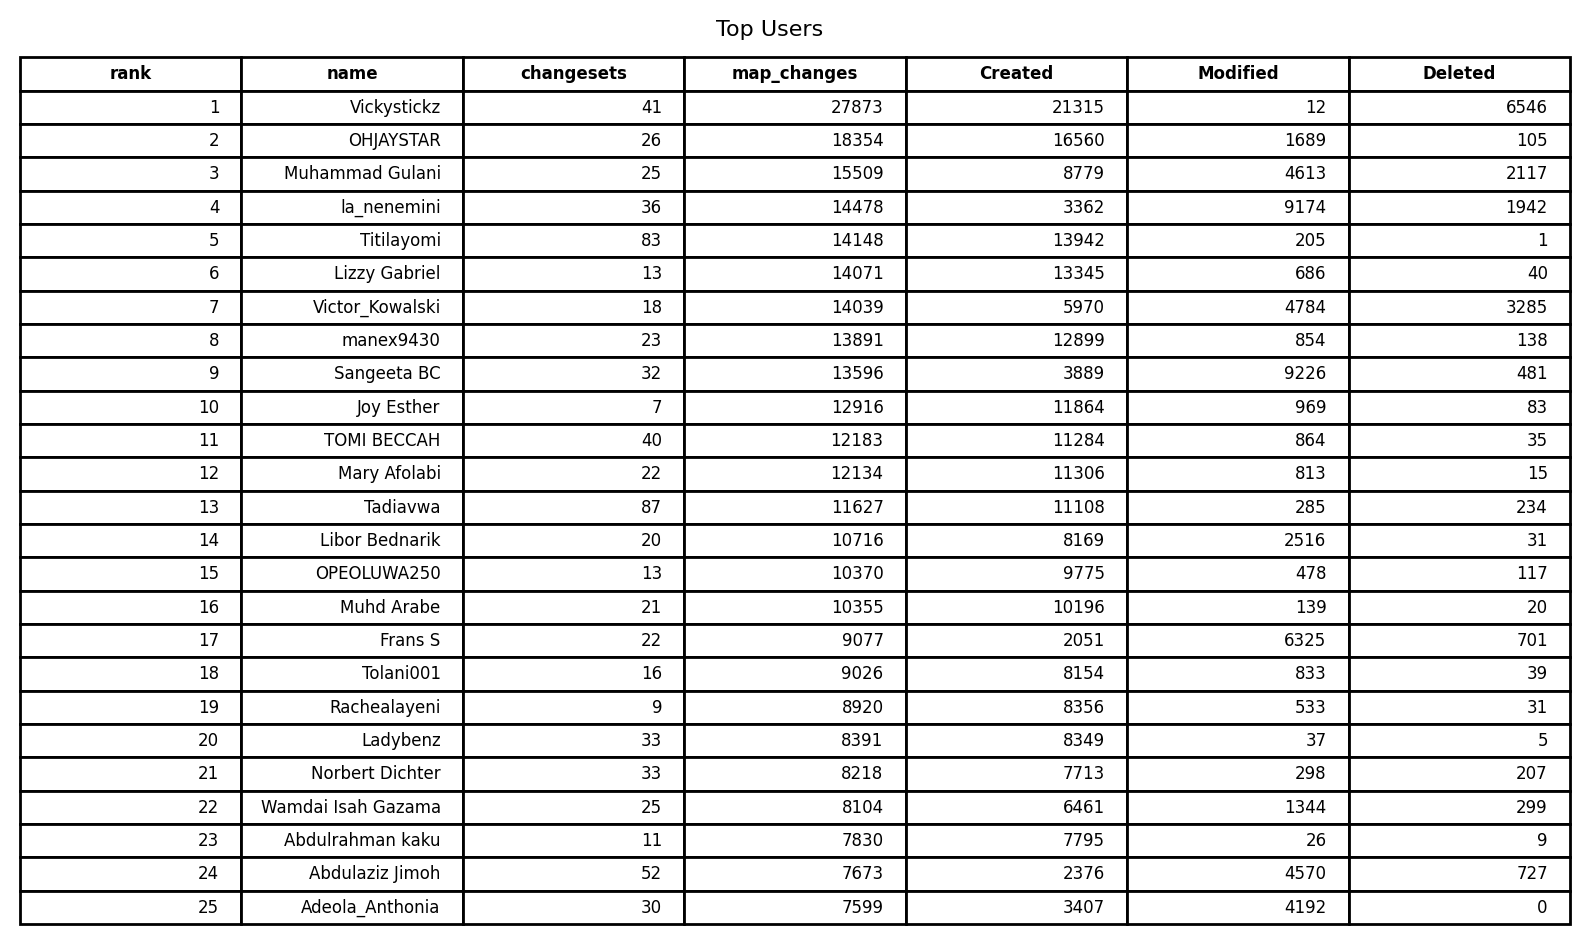 Top Users
rank name changesets map_changes Created Modified Deleted
1 Vickystickz 41 27873 21315 12 6546
2 OHJAYSTAR 26 18354 16560 1689 105
3 Muhammad Gulani 25 15509 8779 4613 2117
4 la_nenemini 36 14478 3362 9174 1942
5 Titilayomi 83 14148 13942 205 1
6 Lizzy Gabriel 13 14071 13345 686 40
7 Victor_Kowalski 18 14039 5970 4784 3285
8 manex9430 23 13891 12899 854 138
9 Sangeeta BC 32 13596 3889 9226 481
10 Joy Esther 7 12916 11864 969 83
11 TOMI BECCAH 40 12183 11284 864 35
12 Mary Afolabi 22 12134 11306 813 15
13 Tadiavwa 87 11627 11108 285 234
14 Libor Bednarik 20 10716 8169 2516 31
15 OPEOLUWA250 13 10370 9775 478 117
16 Muhd Arabe 21 10355 10196 139 20
17 Frans S 22 9077 2051 6325 701
18 Tolani001 16 9026 8154 833 39
19 Rachealayeni 9 8920 8356 533 31
20 Ladybenz 33 8391 8349 37 5
21 Norbert Dichter 33 8218 7713 298 207
22 Wamdai Isah Gazama 25 8104 6461 1344 299
23 Abdulrahman kaku 11 7830 7795 26 9
24 Abdulaziz Jimoh 52 7673 2376 4570 727
25 Adeola_Anthonia 30 7599 3407 4192 0